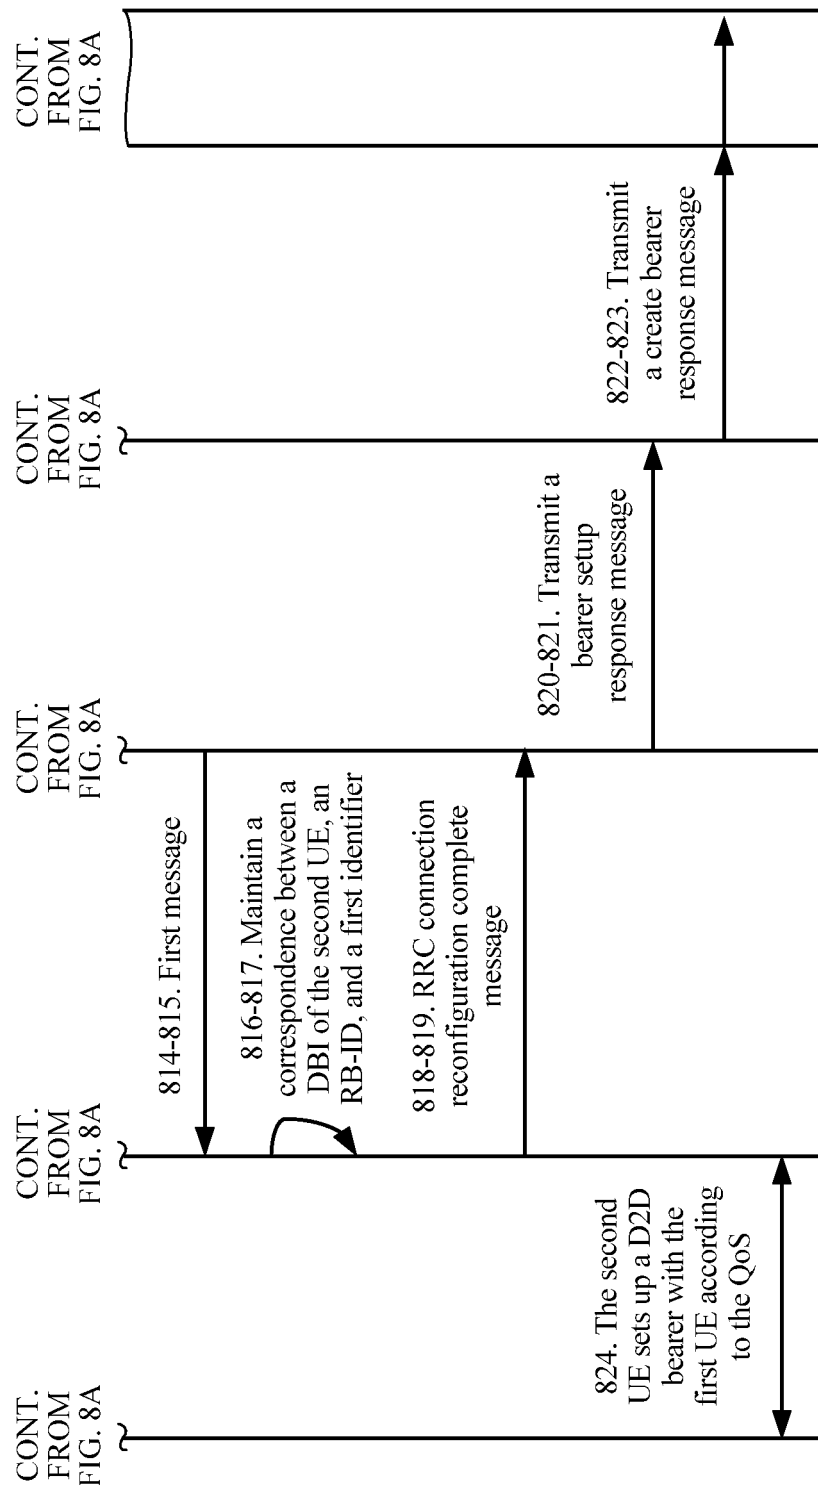 CONT.
FROM
FIG. 8A
CONT.
FROM
FIG. 8A
CONT.
FROM
FIG. 8A
CONT.
FROM
FIG. 8A
CONT.
FROM
FIG. 8A
814-815. First message
816-817. Maintain a
correspondence between a
DBI of the second UE, an
RB-ID, and a first identifier
818-819. RRC connection
reconfiguration complete
message
820-821. Transmit a
bearer setup
response message
822-823. Transmit
a create bearer
response message
824. The second
UE sets up a D2D
bearer with the
first UE according
to the QoS